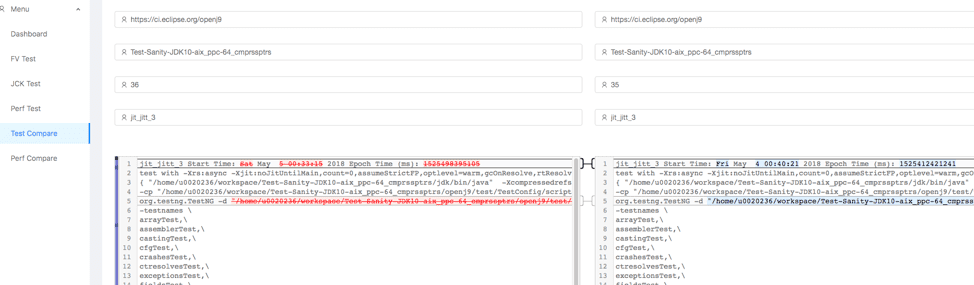 Menu
Dashboard
FV Test
JCK Test
Perf Test
Test Compare
Perf Compare
https://ci.eclipse.org/openj9
https://ci.eclipse.org/openj9
Test-Sanity-JDK10-aix_ppc-64_cmprssptrs
Test-Sanity-JDK10-aix_ppc-64_cmprssptrs
36
35
jit_jitt_3
jit_jitt_3
1 jit_jitt_3 Start Time: Sat May 5 00:33:15 2018 Epoch Time (ms): 1525498395105
2 test with -Xrs:async -Xjit:noJitUntilMain,count=0,assumeStrictFP,optlevel=warm,gcOnResolve,rtResolv
3 { "/home/u0020236/workspace/Test-Sanity-JDK10-aix_ppc-64_cmprssptrs/jdk/bin/java" -Xcompressedrefs
4 -cp "/home/u0020236/workspace/Test-Sanity-JDK10-aix_ppc-64_cmprssptrs/openj9/test/TestConfig/script
5 org.testng.TestNG -d "/home/u0020236/workspace/Test-Sanity-JDK10-aix_ppc-64_cmprssptrs/openj9/test/
6 -testnames \
7 arrayTest,\
8 assemblerTest,\
9 castingTest,\
10 cfgTest,\
11 crashesTest,\
12 ctresolvesTest,\
13 exceptionsTest,\
1 jit_jitt_3 Start Time: Fri May 4 00:40:21 2018 Epoch Time (ms): 1525412421241
2 test with -Xrs:async -Xjit:noJitUntilMain,count=0,assumeStrictFP,optlevel=warm,gcO
3 { "/home/u0020236/workspace/Test-Sanity-JDK10-aix_ppc-64_cmprssptrs/jdk/bin/java"
4 -cp "/home/u0020236/workspace/Test-Sanity-JDK10-aix_ppc-64_cmprssptrs/openj9/test/
5 org.testng.TestNG -d "/home/u0020236/workspace/Test-Sanity-JDK10-aix_ppc-64_cmprss
6 -testnames \
7 arrayTest,\
8 assemblerTest,\
9 castingTest,\
10 cfgTest,\
11 crashesTest,\
12 ctresolvesTest,\
13 exceptionsTest,\